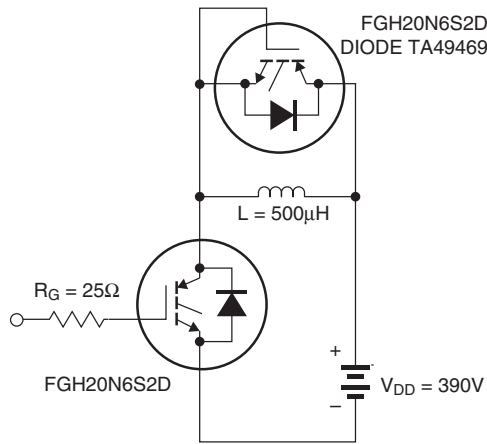 FGH20N6S2D
DIODE TA49469
L = 500μH
R_G = 25Ω
FGH20N6S2D
+
V_DD = 390V
–